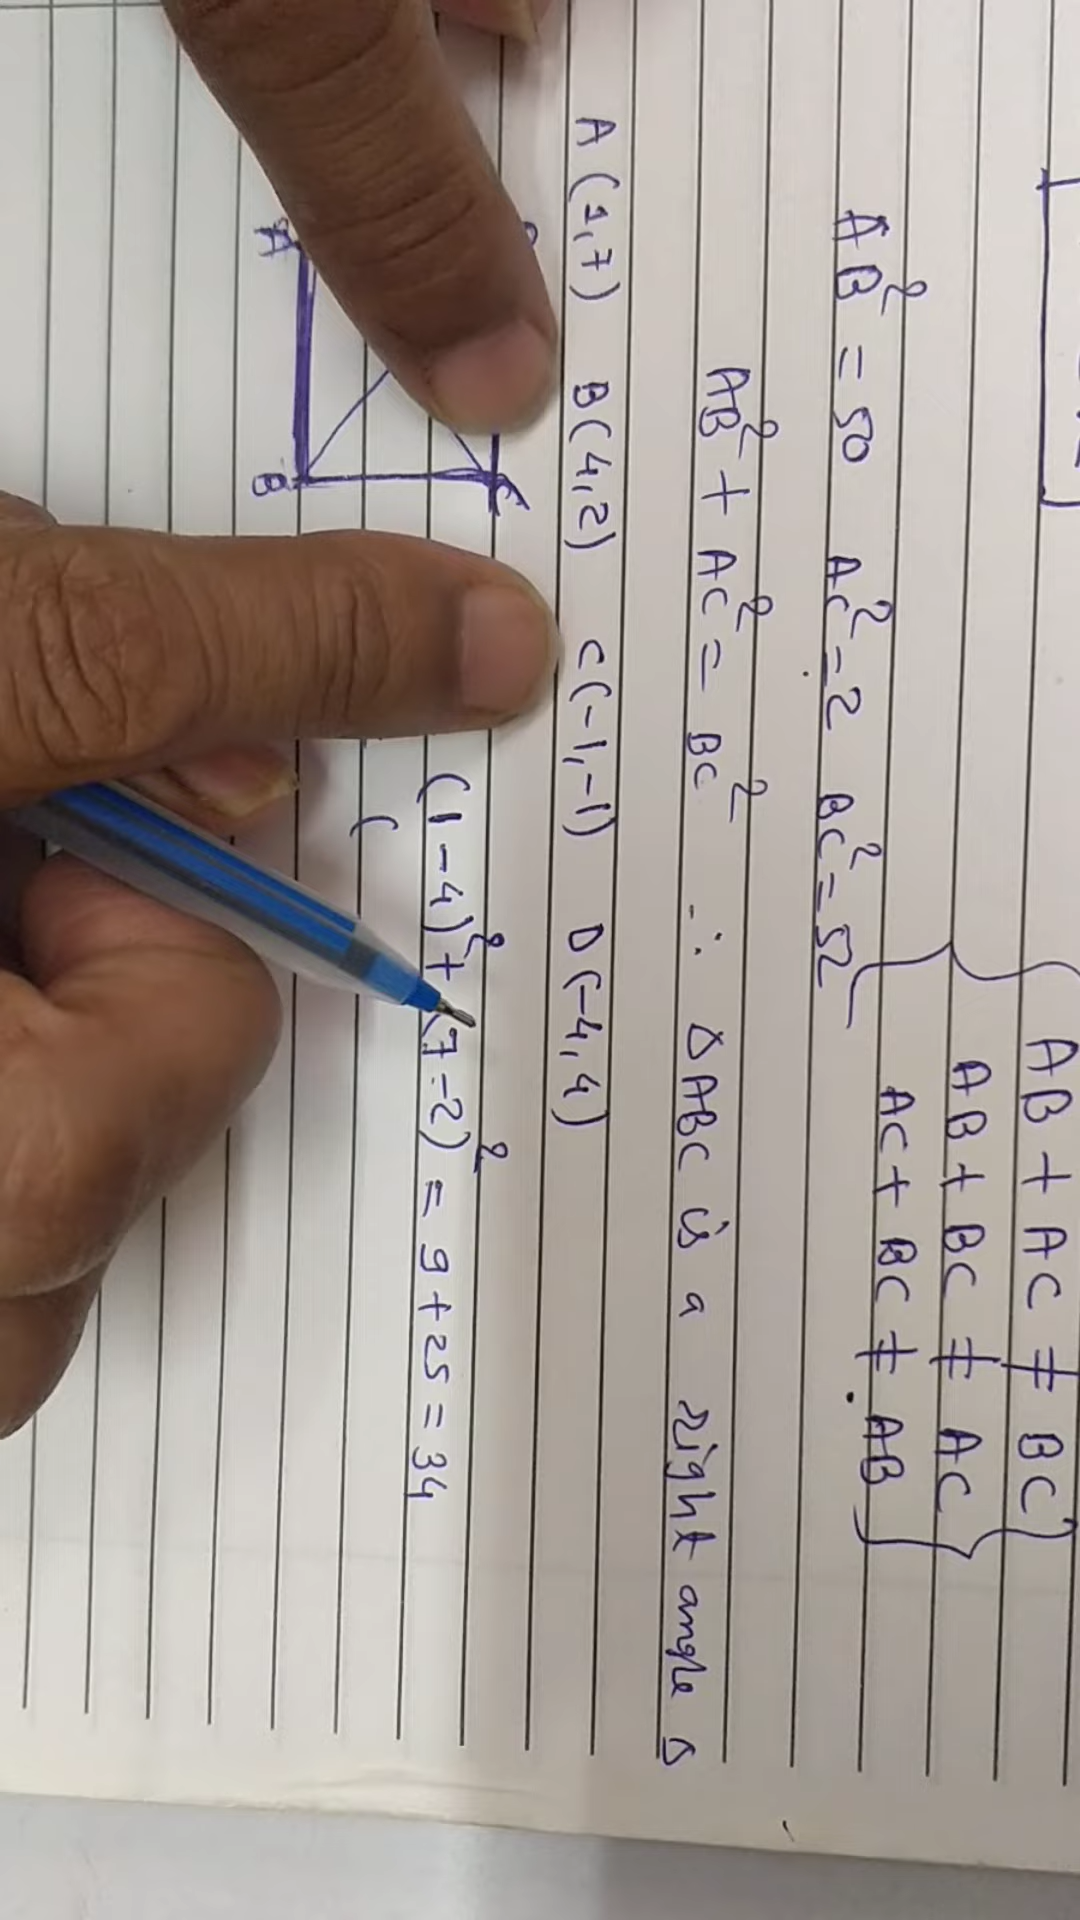 AB + AC ≠ BC
AB + BC ≠ AC
AC + BC ≠ AB
AB² = 50 AC² = 2 BC² = 52
AB² + AC² = BC² ∴ ΔABC is a right angle Δ
A(1,7) B(4,2) C(-1,-1) D(-4,4)
C
(1-4)² + (7-2)² = 9+25 = 34
(
A B